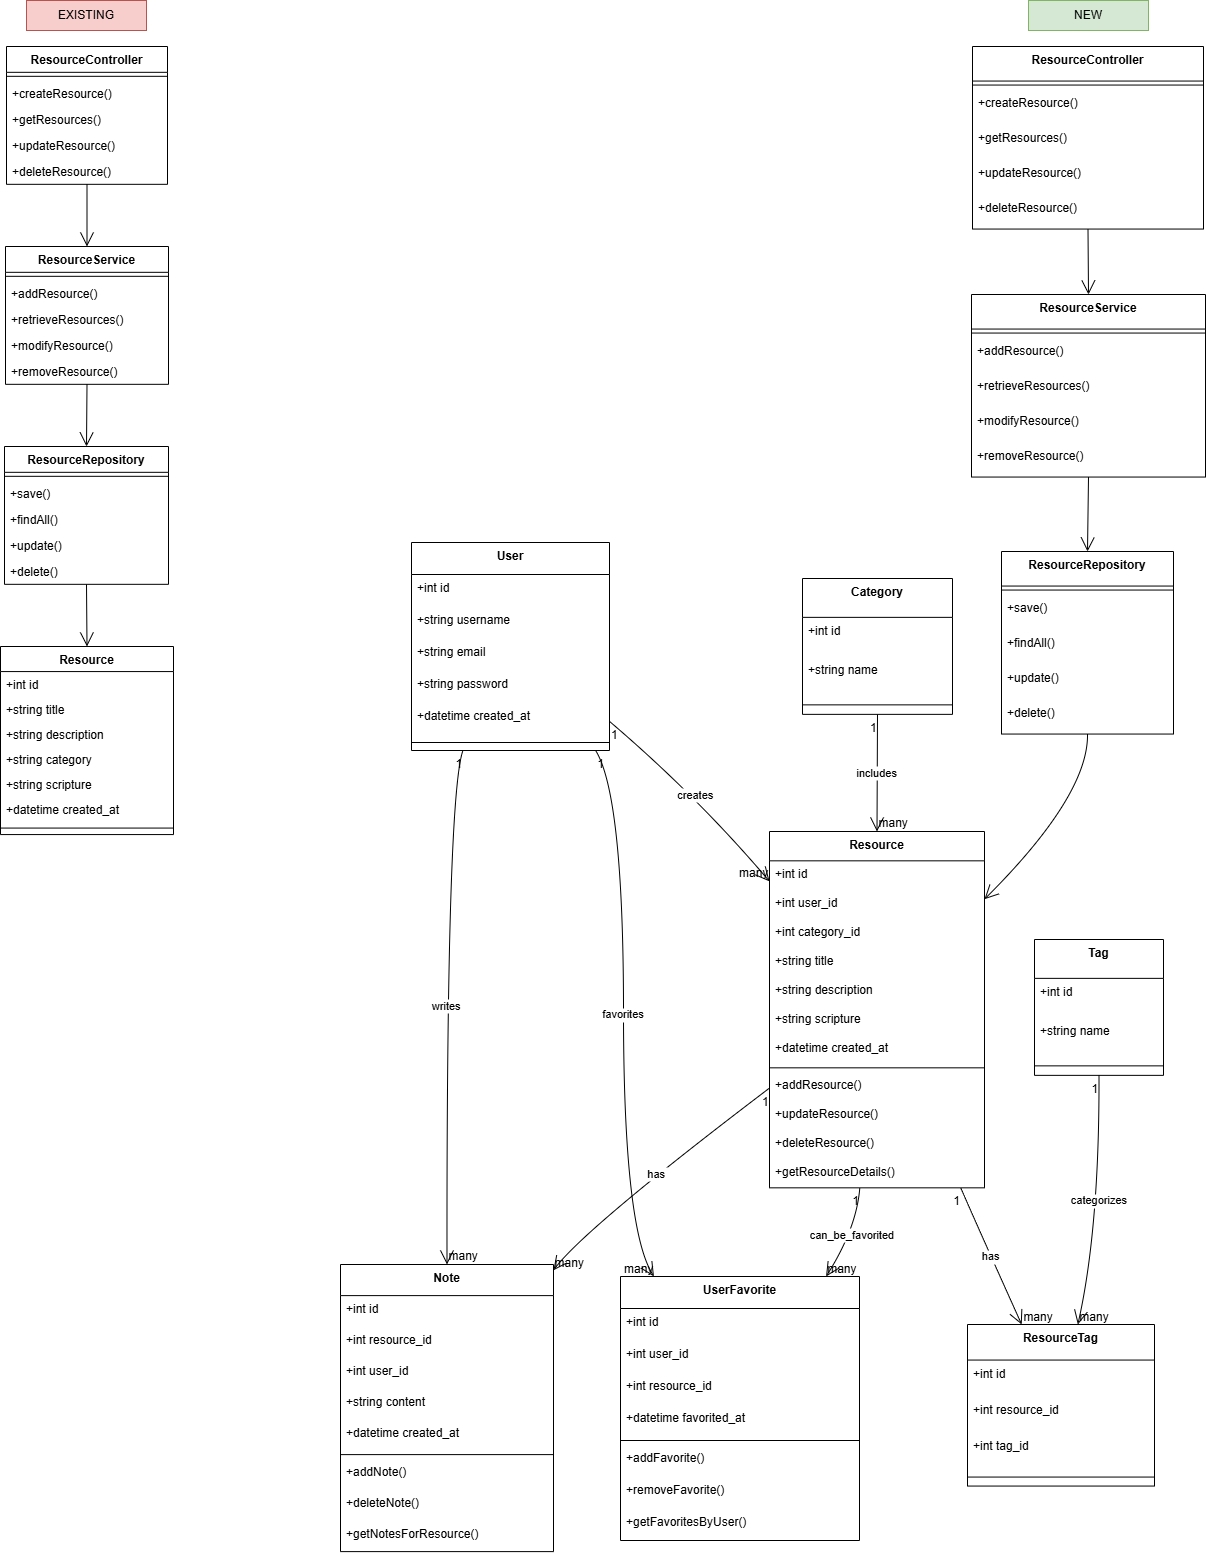 EXISTING
ResourceController
+createResource()
+getResources()
+updateResource()
+deleteResource()
ResourceService
+addResource()
+retrieveResources()
+modifyResource()
+removeResource()
ResourceRepository
+save()
+findAll()
+update()
+delete()
Resource
+int id
+string title
+string description
+string category
+string scripture
+datetime created_at
NEW
ResourceController
+createResource()
+getResources()
+updateResource()
+deleteResource()
ResourceService
+addResource()
+retrieveResources()
+modifyResource()
+removeResource()
ResourceRepository
+save()
+findAll()
+update()
+delete()
User
+int id
+string username
+string email
+string password
+datetime created_at
1
1
1
creates
many
writes
many
favorites
many
Category
+int id
+string name
1
includes
many
Resource
+int id
+int user_id
+int category_id
+string title
+string description
+string scripture
+datetime created_at
+addResource()
+updateResource()
+deleteResource()
+getResourceDetails()
1
has
many
1
can_be_favorited
many
1
has
many
Tag
+int id
+string name
1
categorizes
many
Note
+int id
+int resource_id
+int user_id
+string content
+datetime created_at
+addNote()
+deleteNote()
+getNotesForResource()
UserFavorite
+int id
+int user_id
+int resource_id
+datetime favorited_at
+addFavorite()
+removeFavorite()
+getFavoritesByUser()
ResourceTag
+int id
+int resource_id
+int tag_id